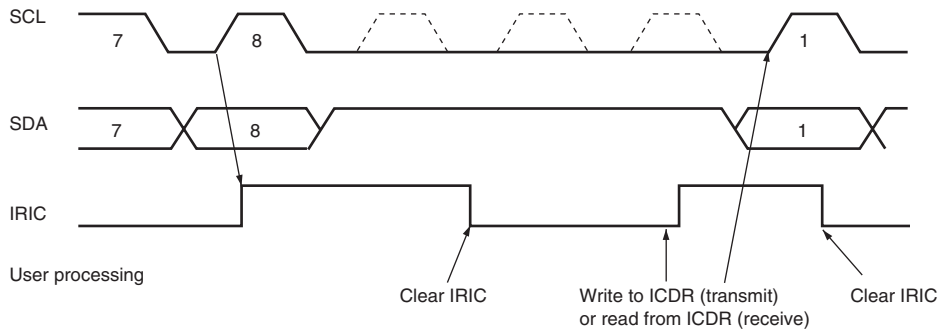 SCL
7 8 1
SDA
7 8 1
IRIC
User processing
Clear IRIC
Write to ICDR (transmit)
or read from ICDR (receive)
Clear IRIC